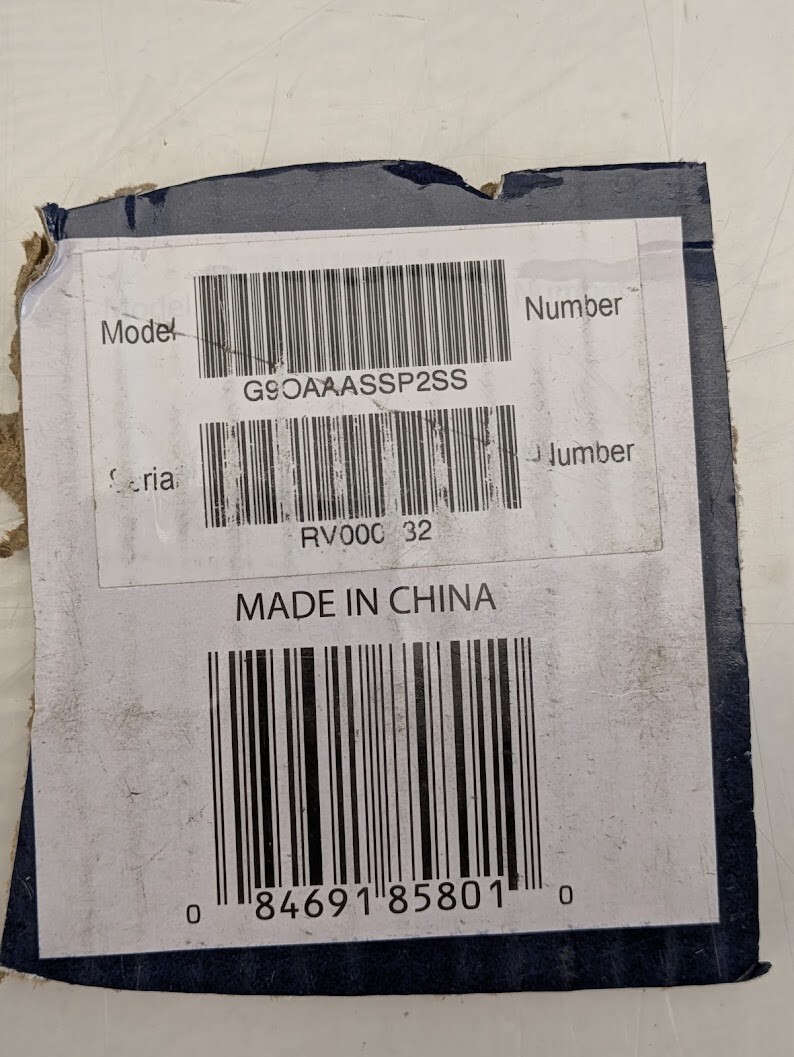 Model Number
G9OAAASSP2SS
Number
MADE IN CHINA
0 84691 85801 0